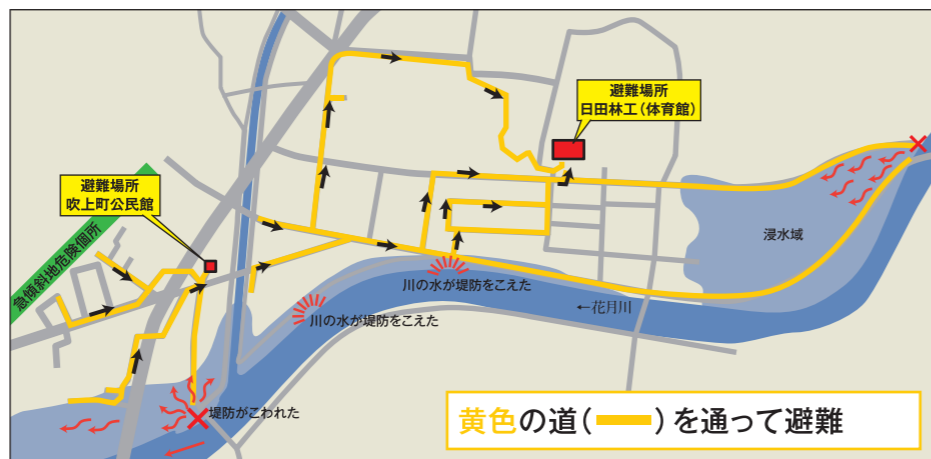 避難場所
日田林工（体育館）
避難場所
吹上町公民館
急傾斜地危険個所
浸水域
川の水が堤防をこえた
←花月川
川の水が堤防をこえた
堤防がこわれた
黄色の道（ ）を通って避難